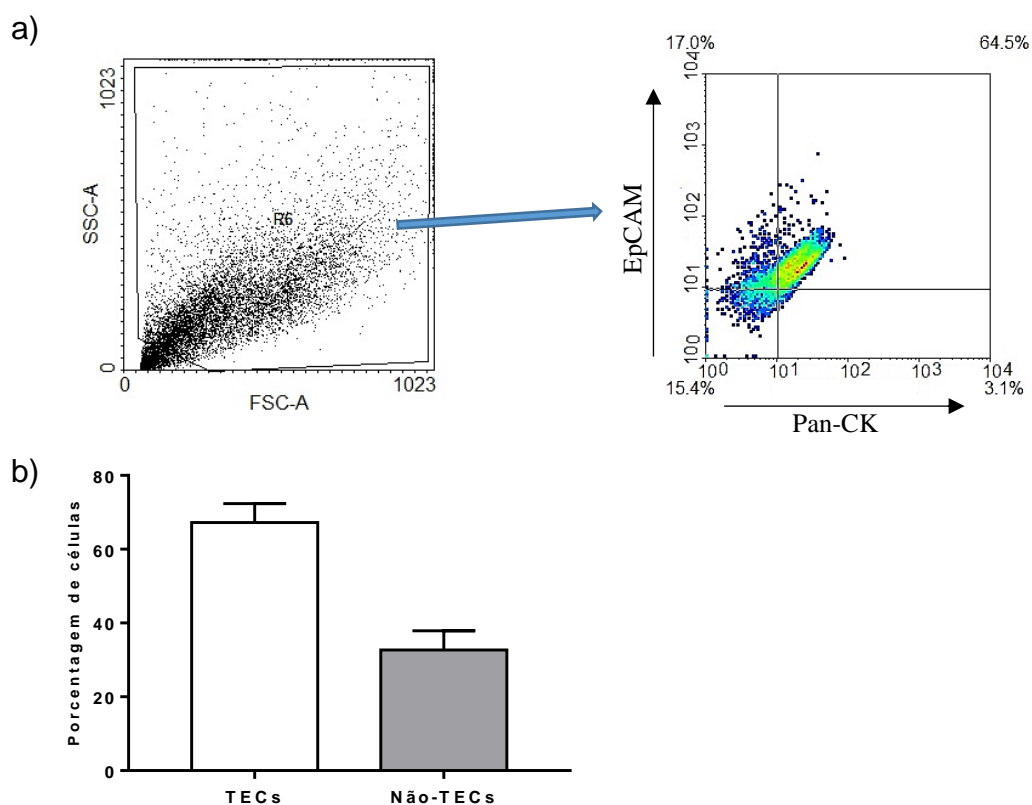 a)
1023
SSC-A
0
R6
0
1023
FSC-A
17.0%
64.5%
104
103
102
101
100
EpCAM
100
101
102
103
104
15.4%
3.1%
Pan-CK
b)
Porcentagem de células
80
60
40
20
0
TECs
Não-TECs